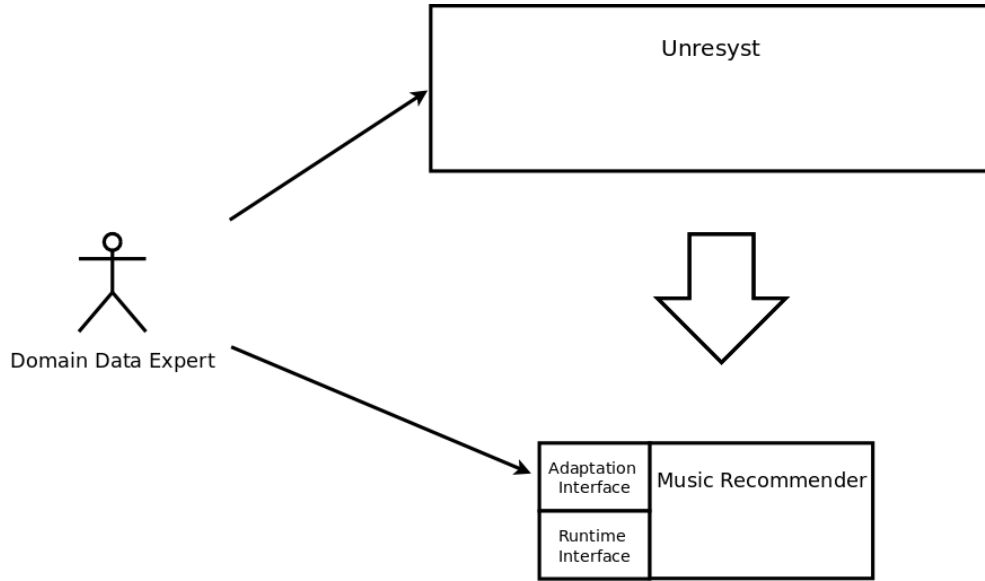 Unresyst
Domain Data Expert
Adaptation
Interface
Music Recommender
Runtime
Interface